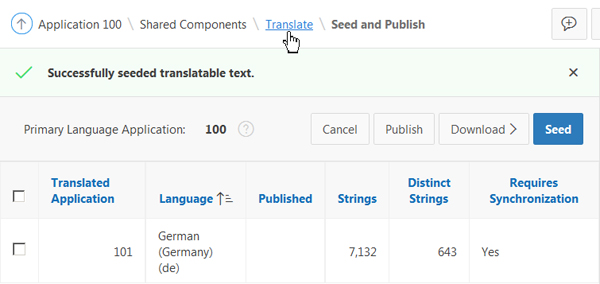 Application 100 \ Shared Components \ Translate \ Seed and Publish
Successfully seeded translatable text.
Primary Language Application: 100 ? Cancel Publish Download > Seed
Translated Application Language Published Strings Distinct Strings Requires Synchronization
101 German (Germany) (de) 7,132 643 Yes